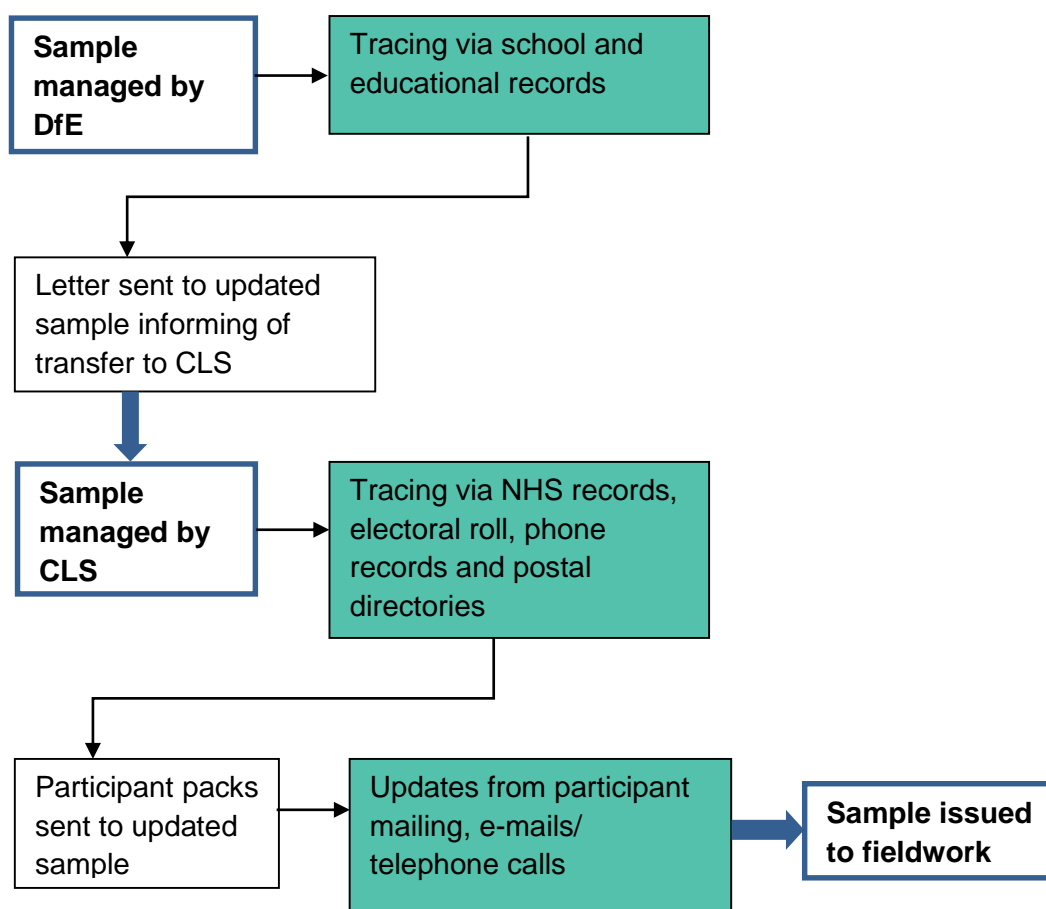 Sample
managed by
DfE
Tracing via school and
educational records
Letter sent to updated
sample informing of
transfer to CLS
Sample
managed by
CLS
Tracing via NHS records,
electoral roll, phone
records and postal
directories
Participant packs
sent to updated
sample
Updates from participant
mailing, e-mails/
telephone calls
Sample issued
to fieldwork